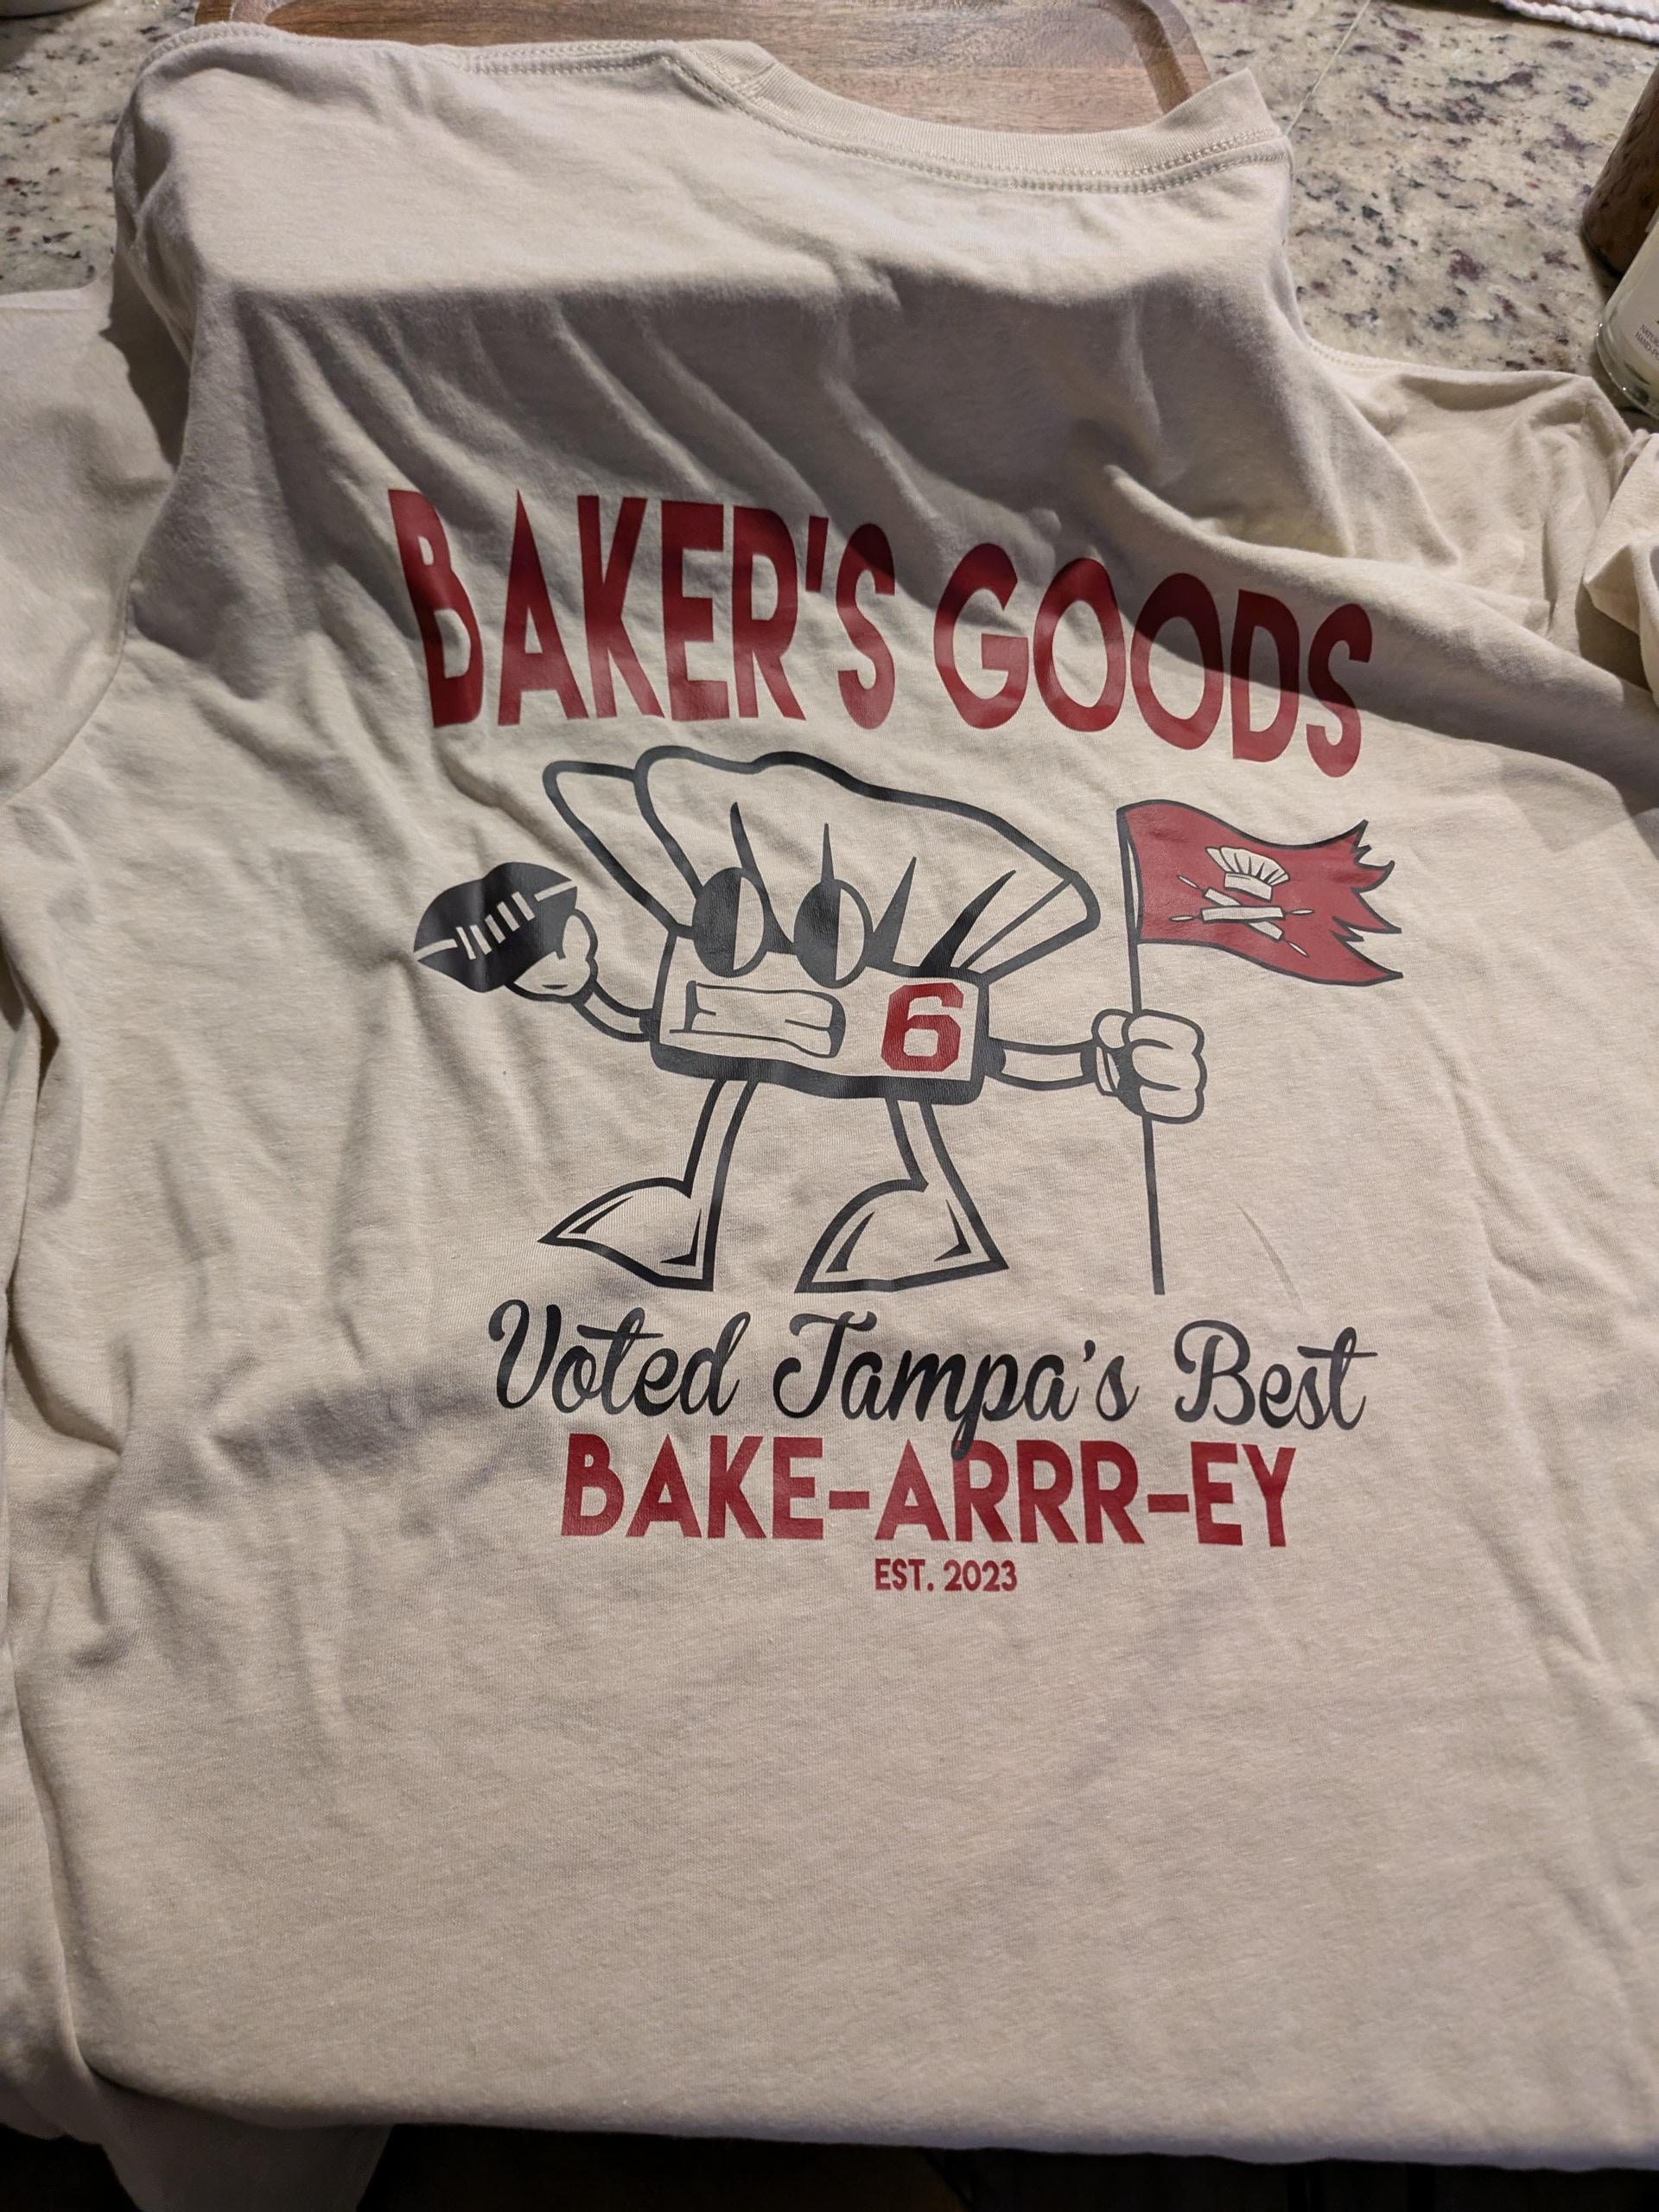 BAKER'S GOODS
6
Voted Tampa's Best
BAKE-ARRR-EY
EST. 2023